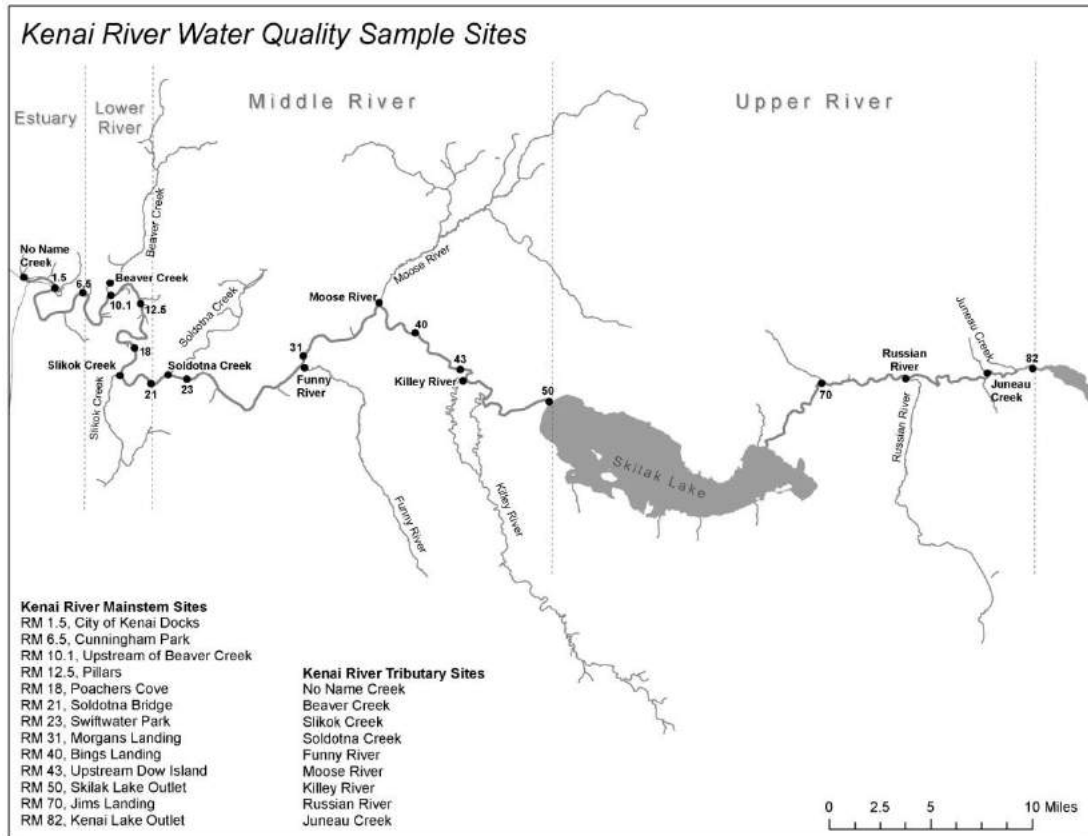 Kenai River Water Quality Sample Sites
Estuary
Lower
River
Middle River
Upper River
No Name
Creek
1.5
6.5
Beaver Creek
Beaver Creek
10.1
12.5
18
Slikok Creek
Slikok Creek
21
Soldotna Creek
Soldotna Creek
23
31
Funny
River
Funny River
Moose River
Moose River
40
43
Killey River
Killey River
50
Skilak Lake
70
Russian
River
Russian River
Juneau Creek
Juneau
Creek
82
Kenai River Mainstem Sites
RM 1.5, City of Kenai Docks
RM 6.5, Cunningham Park
RM 10.1, Upstream of Beaver Creek
RM 12.5, Pillars
RM 18, Poachers Cove
RM 21, Soldotna Bridge
RM 23, Swiftwater Park
RM 31, Morgans Landing
RM 40, Bings Landing
RM 43, Upstream Dow Island
RM 50, Skilak Lake Outlet
RM 70, Jims Landing
RM 82, Kenai Lake Outlet
Kenai River Tributary Sites
No Name Creek
Beaver Creek
Slikok Creek
Soldotna Creek
Funny River
Moose River
Killey River
Russian River
Juneau Creek
0 2.5 5 10 Miles